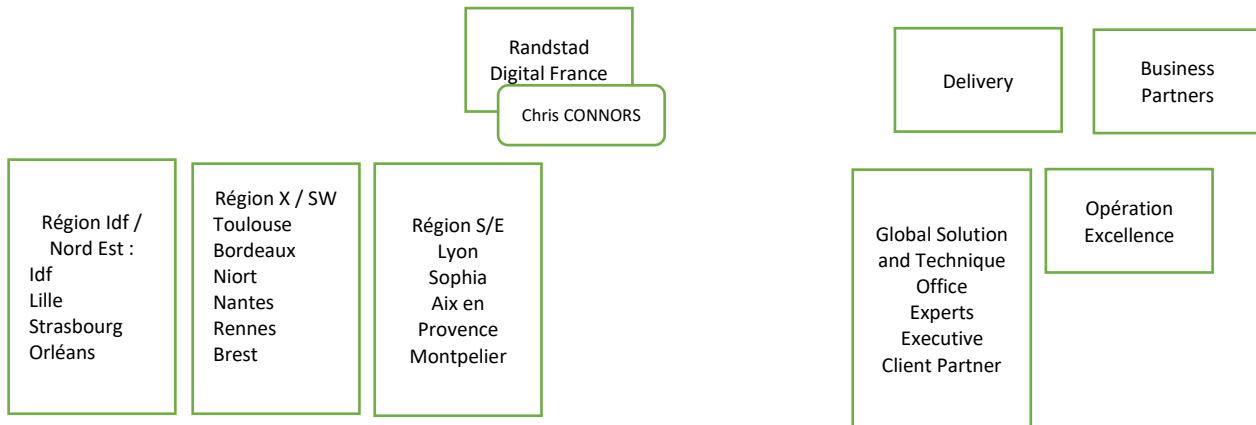 Randstad
Digital France
Chris CONNORS
Delivery
Business
Partners
Région Idf /
Nord Est :
Idf
Lille
Strasbourg
Orléans
Région X / SW
Toulouse
Bordeaux
Niort
Nantes
Rennes
Brest
Région S/E
Lyon
Sophia
Aix en
Provence
Montpelier
Global Solution
and Technique
Office
Experts
Executive
Client Partner
Opération
Excellence